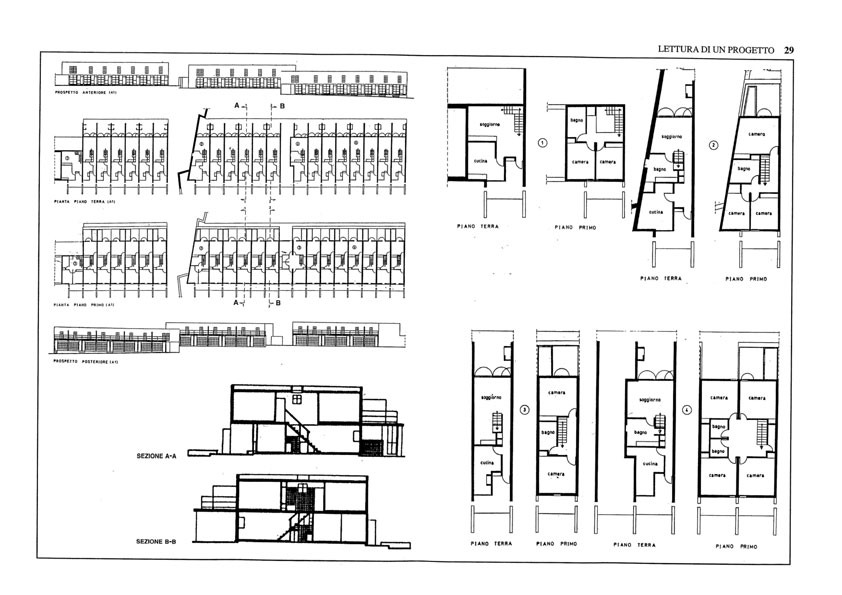 LETTURA DI UN PROGETTO 29
PROSPETTO ANTERIORE (A1)
A B
PIANTA PIANO TERRA (A1)
PIANTA PIANO PRIMO (A1)
A B
PROSPETTO POSTERIORE (A1)
SEZIONE A-A
SEZIONE B-B
soggiorno
cucina
PIANO TERRA
1
bagno
camera camera
PIANO PRIMO
soggiorno
bagno
cucina
PIANO TERRA
2
camera
bagno
camera camera
PIANO PRIMO
soggiorno
cucina
PIANO TERRA
3
camera
bagno
camera
PIANO PRIMO
soggiorno
bagno
cucina
PIANO TERRA
4
camera camera
bagno
bagno
camera camera
PIANO PRIMO